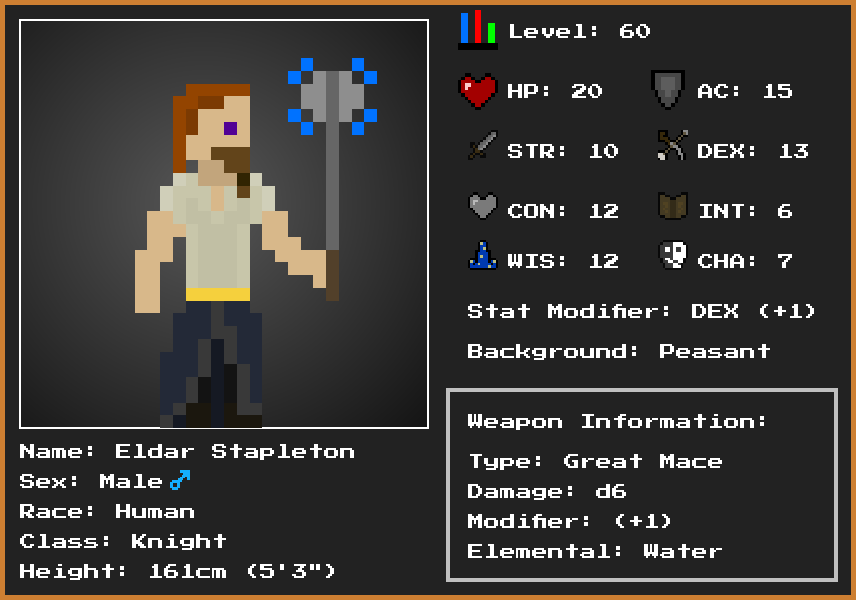 Level: 60
HP: 20
AC: 15
STR: 10
DEX: 13
CON: 12
INT: 6
WIS: 12
CHA: 7
Stat Modifier: DEX (+1)
Background: Peasant
Weapon Information:
Type: Great Mace
Damage: d6
Modifier: (+1)
Elemental: Water
Name: Eldar Stapleton
Sex: Male ♂
Race: Human
Class: Knight
Height: 161cm (5'3")